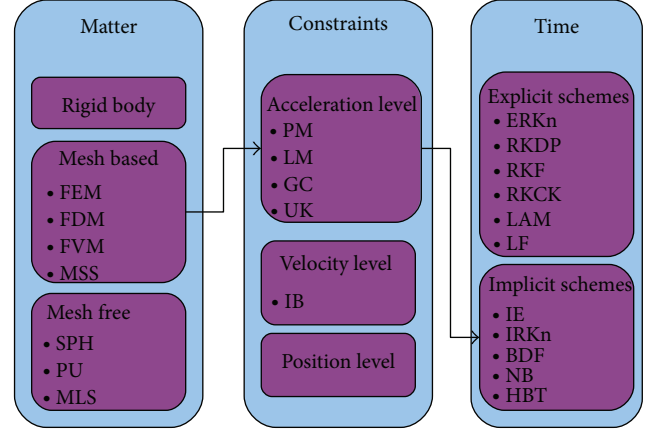 Matter
Rigid body
Mesh based
• FEM
• FDM
• FVM
• MSS
Mesh free
• SPH
• PU
• MLS
Constraints
Acceleration level
• PM
• LM
• GC
• UK
Velocity level
• IB
Position level
Time
Explicit schemes
• ERKn
• RKDP
• RKF
• RKCK
• LAM
• LF
Implicit schemes
• IE
• IRKn
• BDF
• NB
• HBT